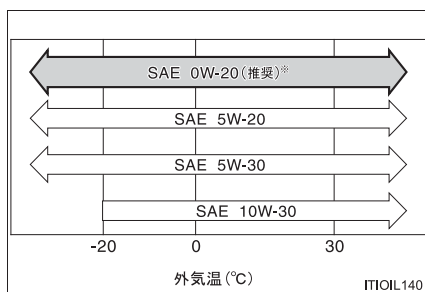 SAE 0W-20(推奨)※
SAE 5W-20
SAE 5W-30
SAE 10W-30
-20 0 30
外気温(℃)
ITIOIL140